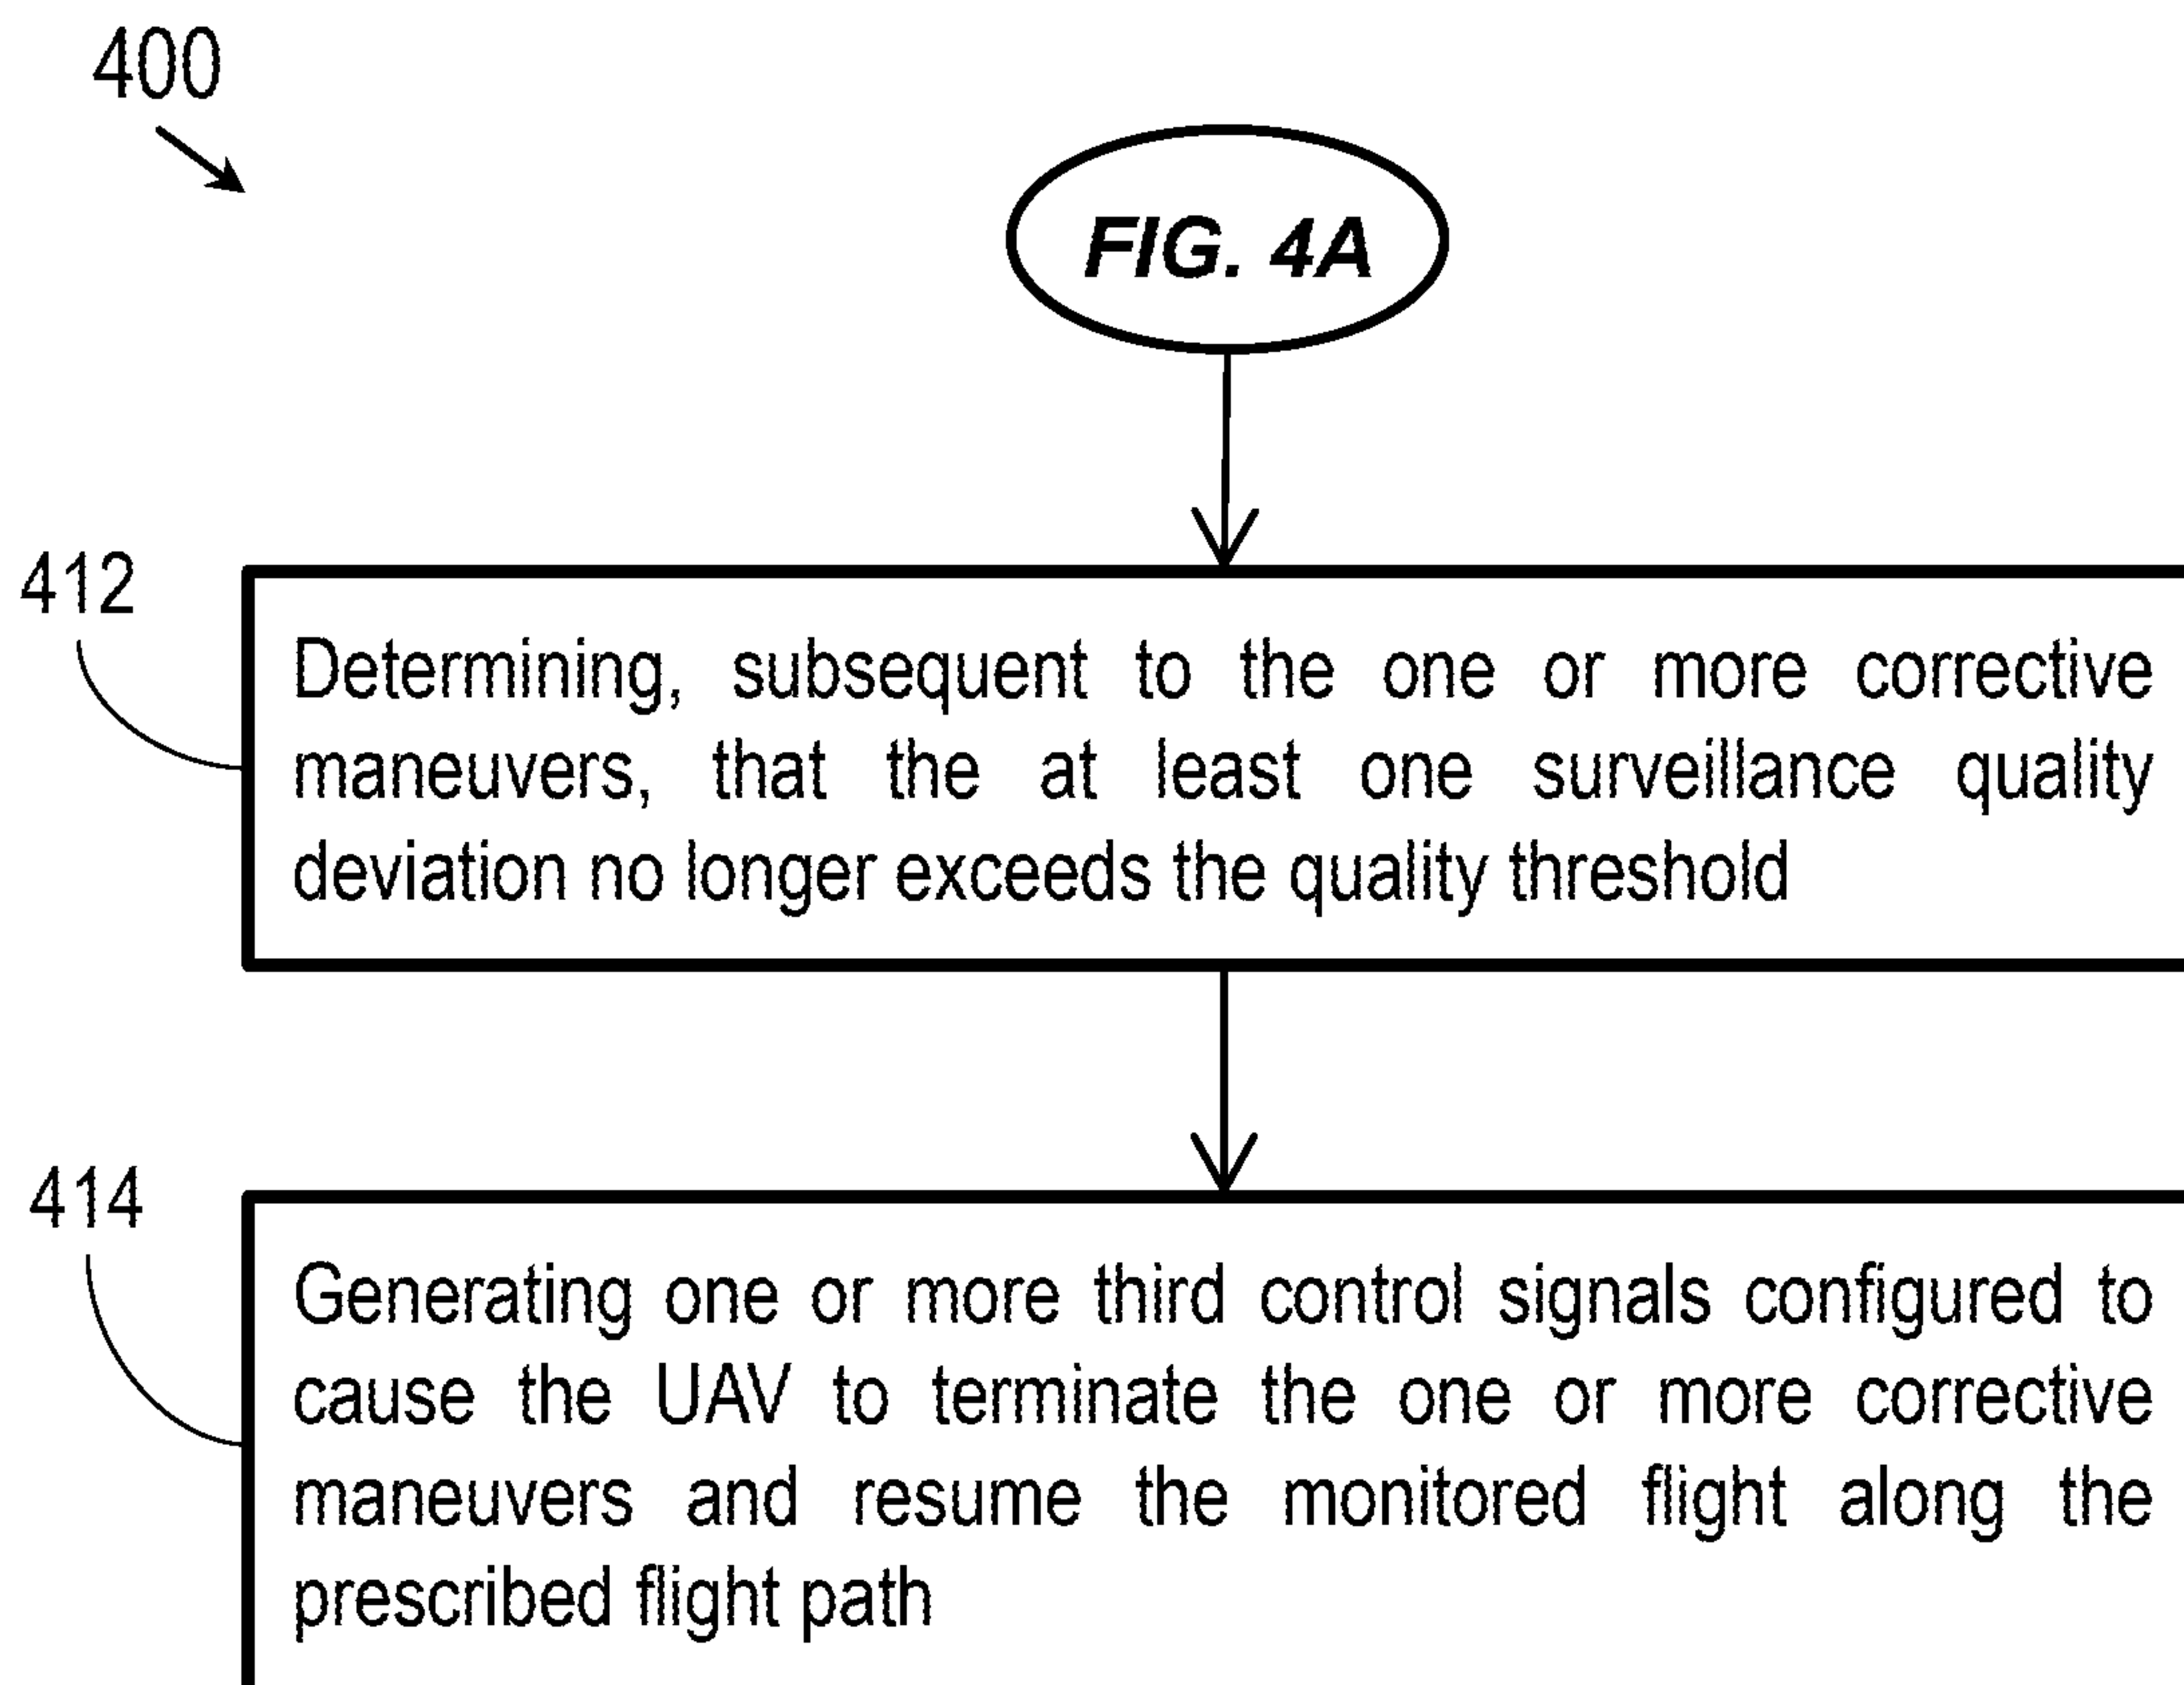 400
FIG. 4A
412
Determining, subsequent to the one or more corrective
maneuvers, that the at least one surveillance quality
deviation no longer exceeds the quality threshold
414
Generating one or more third control signals configured to
cause the UAV to terminate the one or more corrective
maneuvers and resume the monitored flight along the
prescribed flight path